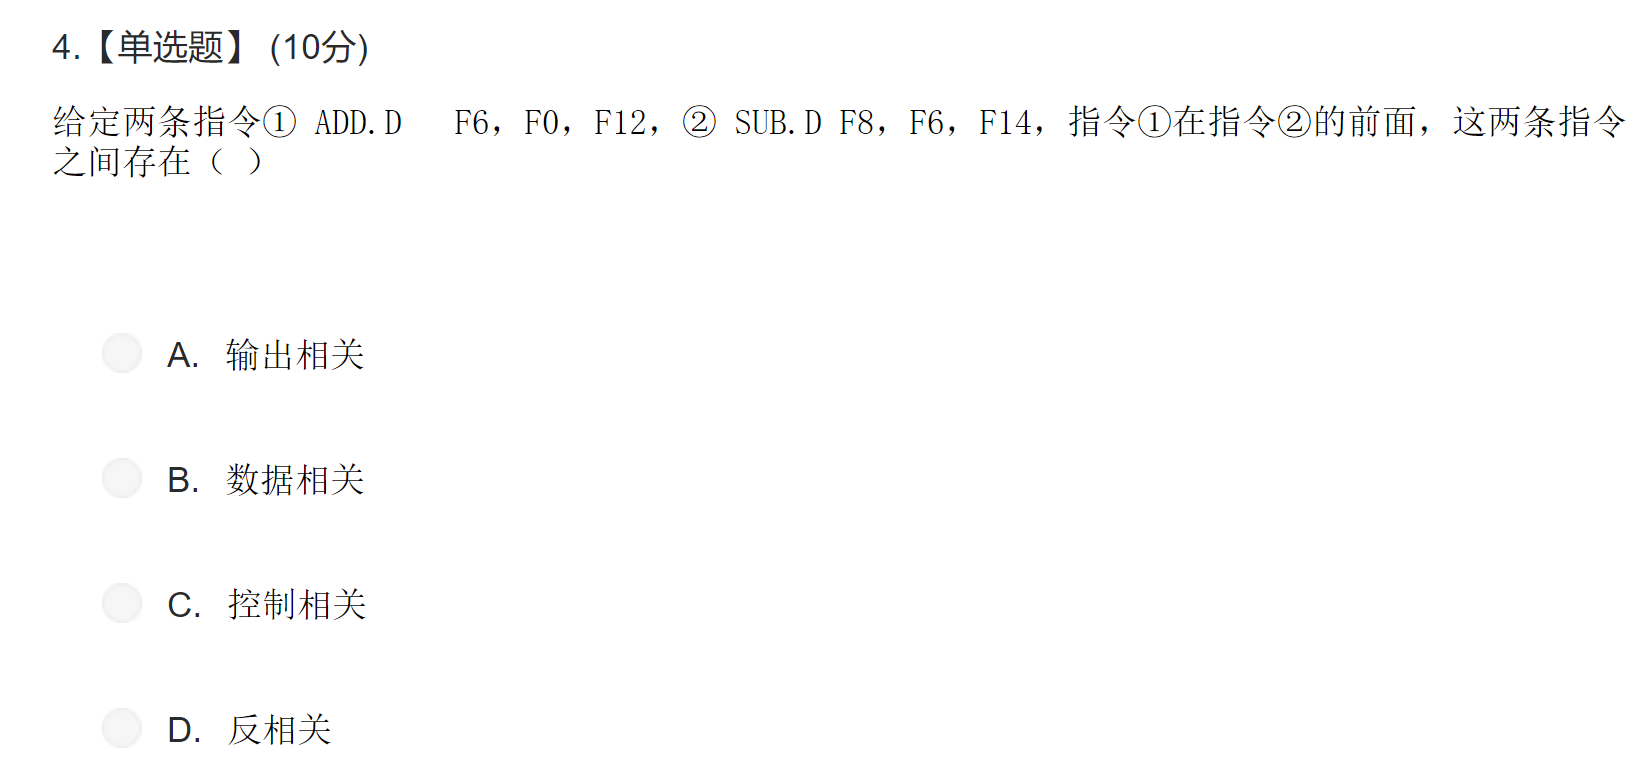 4.【单选题】 (10分)
给定两条指令① ADD.D   F6，F0，F12，② SUB.D F8，F6，F14，指令①在指令②的前面，这两条指令
之间存在（ ）
A. 输出相关
B. 数据相关
C. 控制相关
D. 反相关